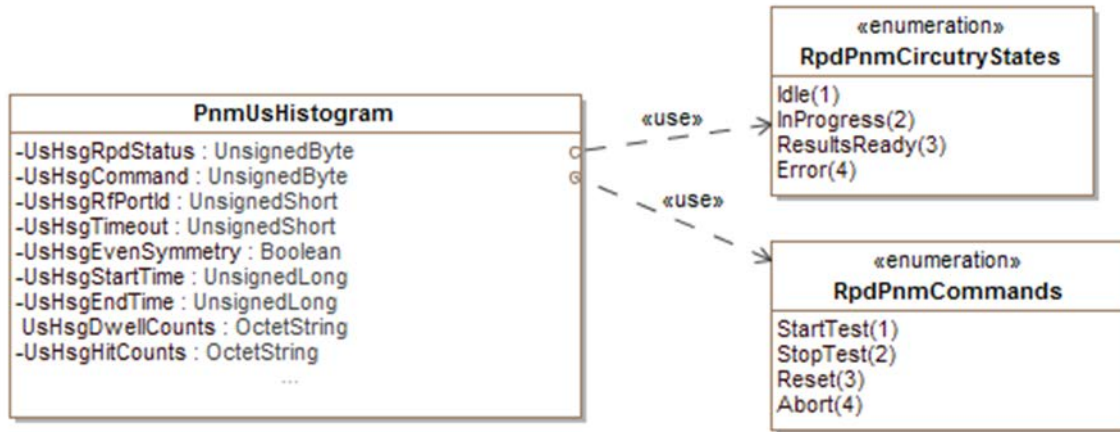 PnmUsHistogram
-UsHsgRpdStatus : UnsignedByte
-UsHsgCommand : UnsignedByte
-UsHsgRfPortId : UnsignedShort
-UsHsgTimeout : UnsignedShort
-UsHsgEvenSymmetry : Boolean
-UsHsgStartTime : UnsignedLong
-UsHsgEndTime : UnsignedLong
UsHsgDwellCounts : OctetString
-UsHsgHitCounts : OctetString
...
C
G
«use»
«use»
«enumeration»
RpdPnmCircutryStates
Idle(1)
InProgress(2)
ResultsReady(3)
Error(4)
«enumeration»
RpdPnmCommands
StartTest(1)
StopTest(2)
Reset(3)
Abort(4)